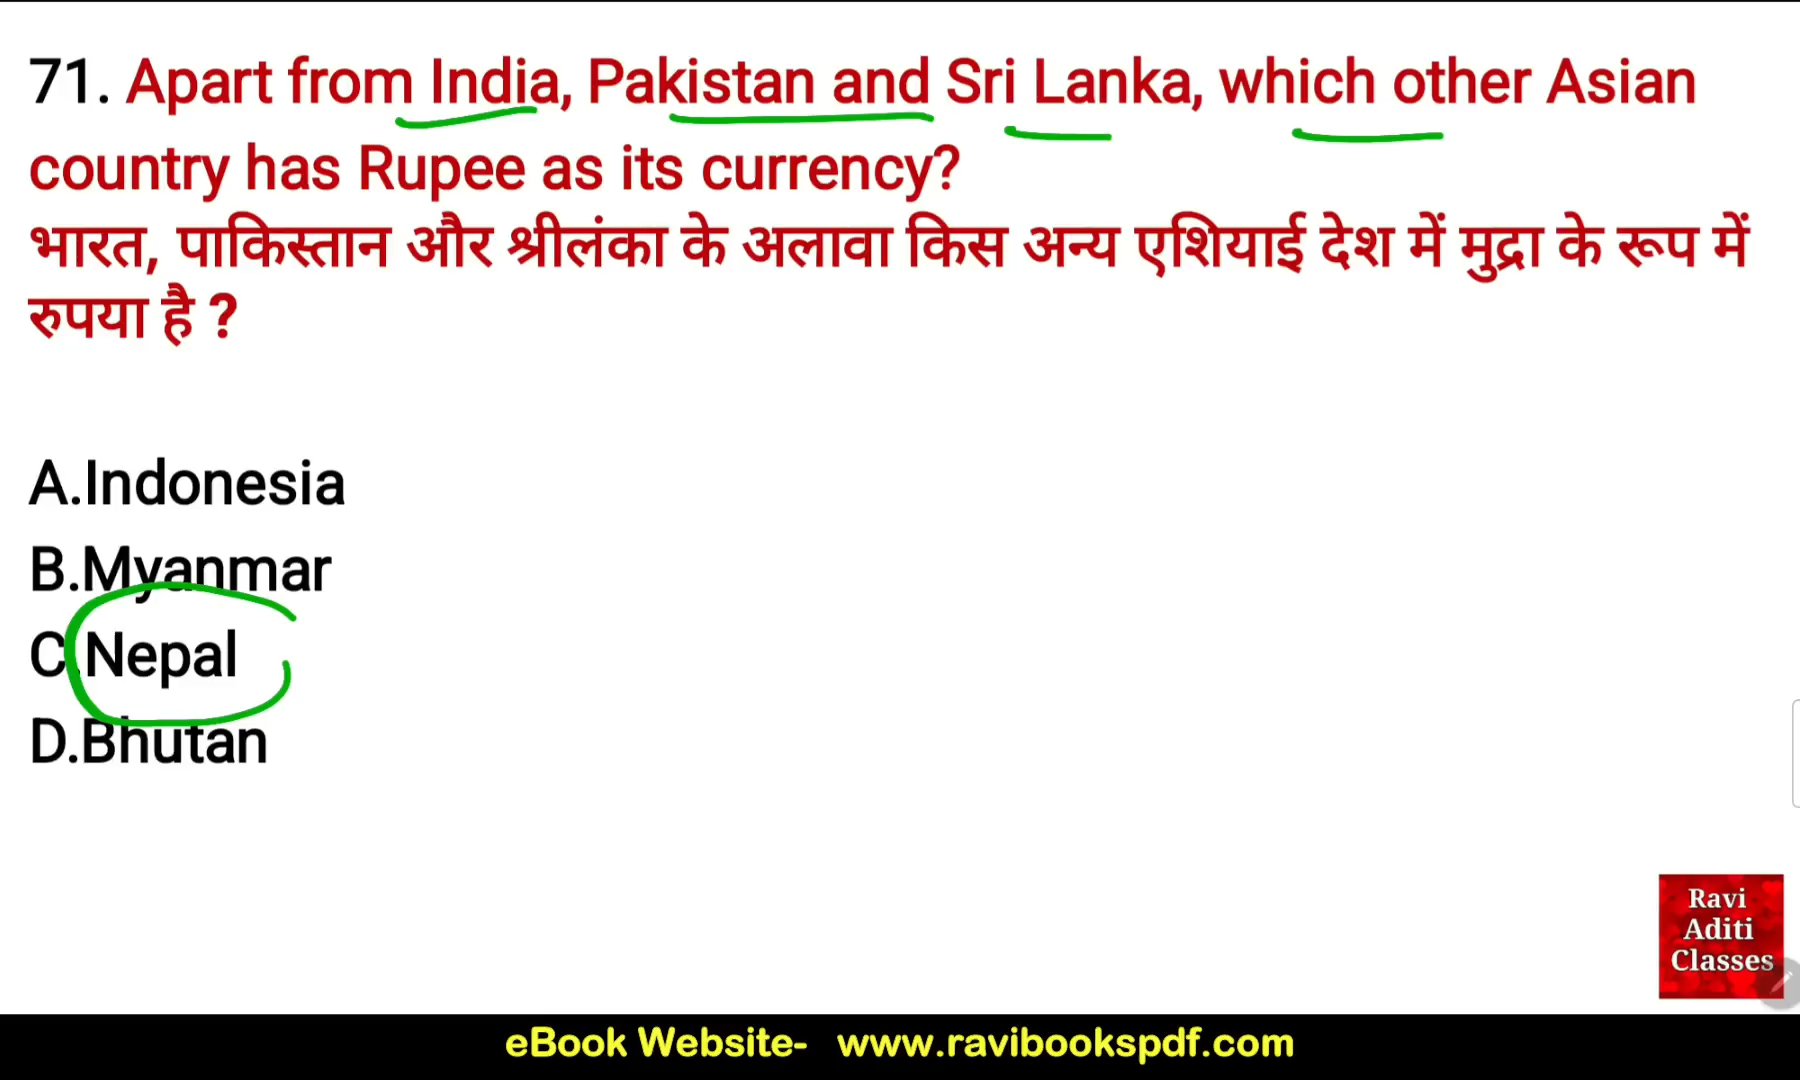 71. Apart from India, Pakistan and Sri Lanka, which other Asian
country has Rupee as its currency?
भारत, पाकिस्तान और श्रीलंका के अलावा किस अन्य एशियाई देश में मुद्रा के रूप में
रुपया है ?
A.Indonesia
B.Myanmar
C.Nepal
D.Bhutan
Ravi
Aditi
Classes
eBook Website- www.ravibookspdf.com